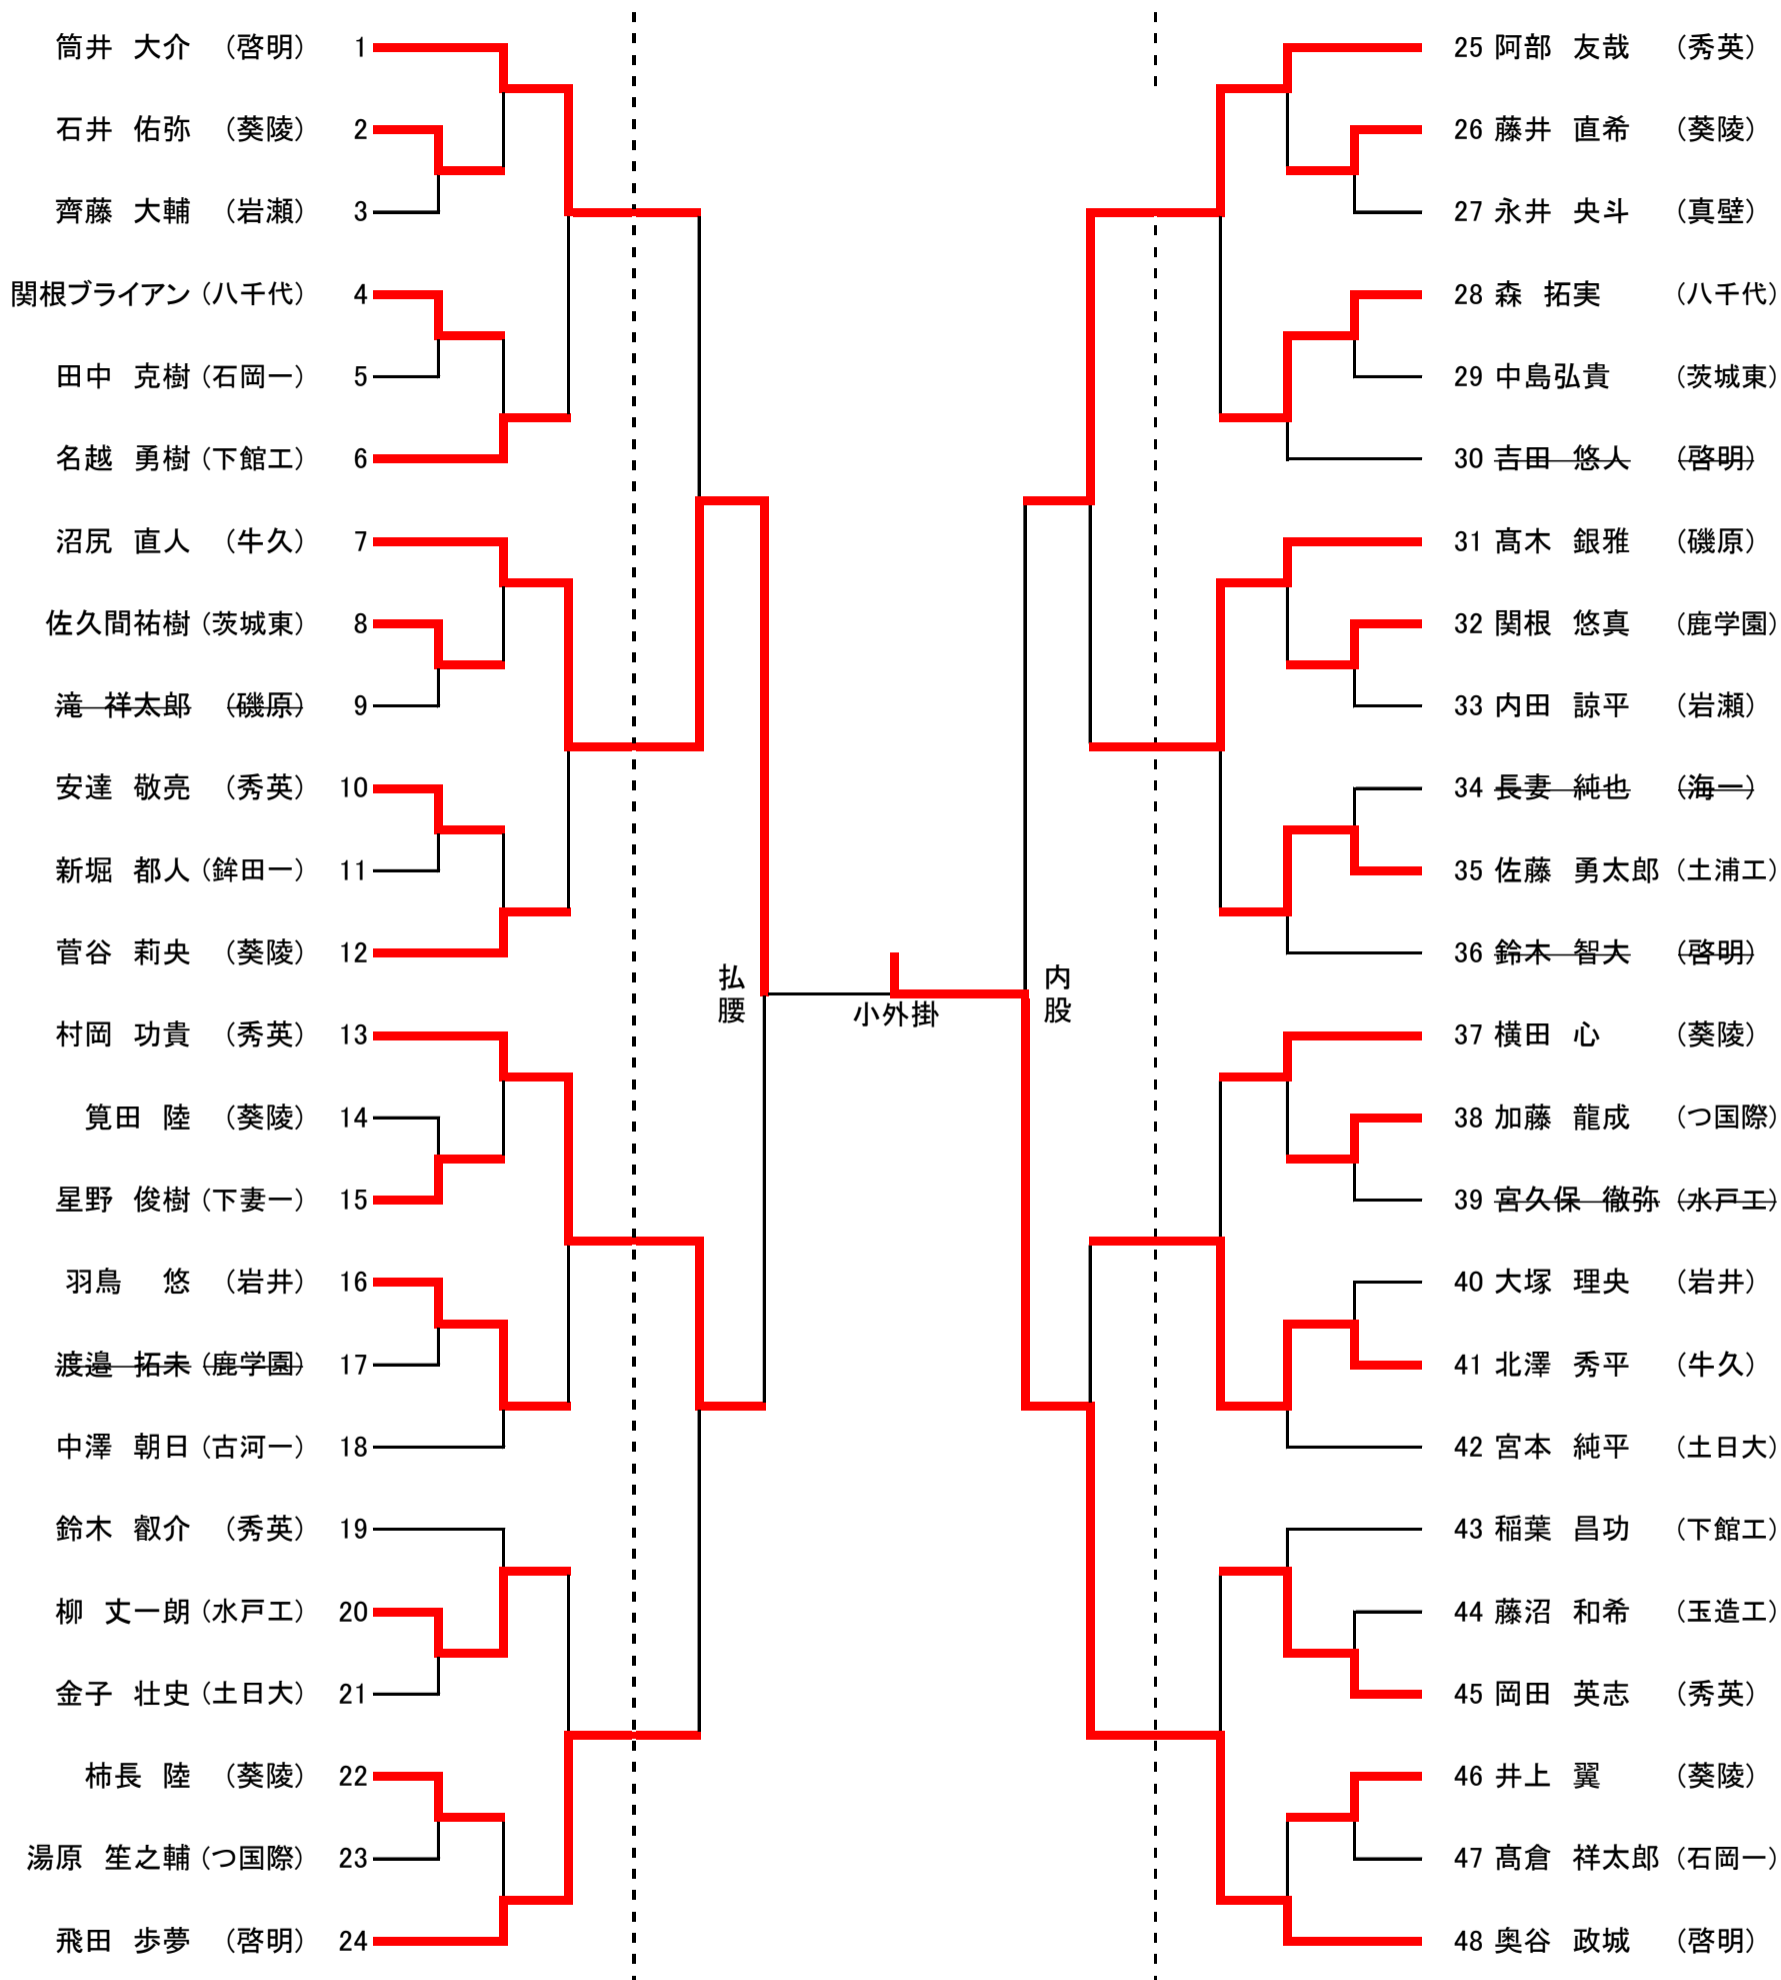 筒井 大介 (啓明) 1
石井 佑弥 (葵陵) 2
齊藤 大輔 (岩瀬) 3
関根ブライアン (八千代) 4
田中 克樹 (石岡一) 5
名越 勇樹 (下館工) 6
沼尻 直人 (牛久) 7
佐久間祐樹 (茨城東) 8
滝 祥太郎 (磯原) 9
安達 敬亮 (秀英) 10
新堀 都人 (鉾田一) 11
菅谷 莉央 (葵陵) 12
村岡 功貴 (秀英) 13
筧田 陸 (葵陵) 14
星野 俊樹 (下妻一) 15
羽鳥 悠 (岩井) 16
渡邉 拓未 (鹿学園) 17
中澤 朝日 (古河一) 18
鈴木 叡介 (秀英) 19
柳 丈一朗 (水戸工) 20
金子 壮史 (土日大) 21
柿長 陸 (葵陵) 22
湯原 笙之輔 (つ国際) 23
飛田 歩夢 (啓明) 24
払腰
小外掛
内股
25 阿部 友哉 (秀英)
26 藤井 直希 (葵陵)
27 永井 央斗 (真壁)
28 森 拓実 (八千代)
29 中島弘貴 (茨城東)
30 吉田 悠人 (啓明)
31 髙木 銀雅 (磯原)
32 関根 悠真 (鹿学園)
33 内田 諒平 (岩瀬)
34 長妻 純也 (海一)
35 佐藤 勇太郎 (土浦工)
36 鈴木 智大 (啓明)
37 横田 心 (葵陵)
38 加藤 龍成 (つ国際)
39 宮久保 徹弥 (水戸工)
40 大塚 理央 (岩井)
41 北澤 秀平 (牛久)
42 宮本 純平 (土日大)
43 稲葉 昌功 (下館工)
44 藤沼 和希 (玉造工)
45 岡田 英志 (秀英)
46 井上 翼 (葵陵)
47 髙倉 祥太郎 (石岡一)
48 奥谷 政城 (啓明)